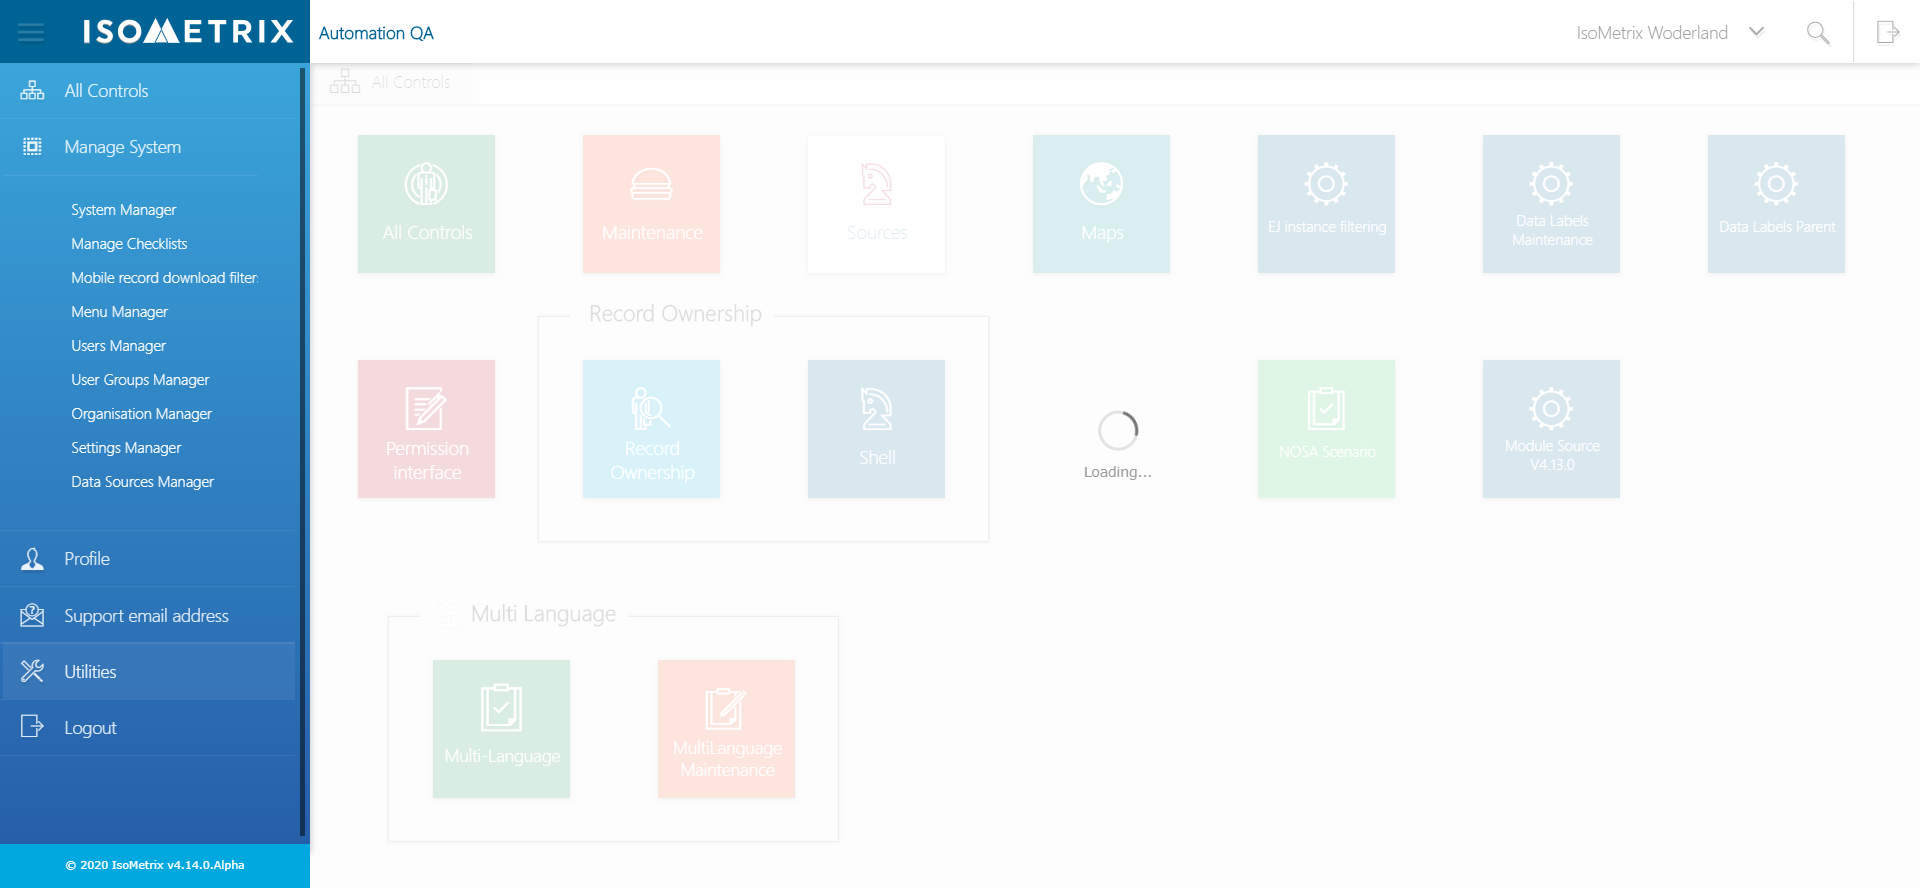 ISOMETRIX
Automation QA
IsoMetrix Woderland
All Controls
Manage System
System Manager
Manage Checklists
Mobile record download filter
Menu Manager
Users Manager
User Groups Manager
Organisation Manager
Settings Manager
Data Sources Manager
Profile
Support email address
Utilities
Logout
© 2020 IsoMetrix v4.14.0.Alpha
All Controls
All Controls
Maintenance
Sources
Maps
EJ instance filtering
Data Labels
Maintenance
Data Labels Parent
Permission
interface
Record Ownership
Record
Ownership
Shell
Loading...
NOSA Scenario
Module Source
V4.13.0
Multi Language
Multi-Language
MultiLanguage
Maintenance